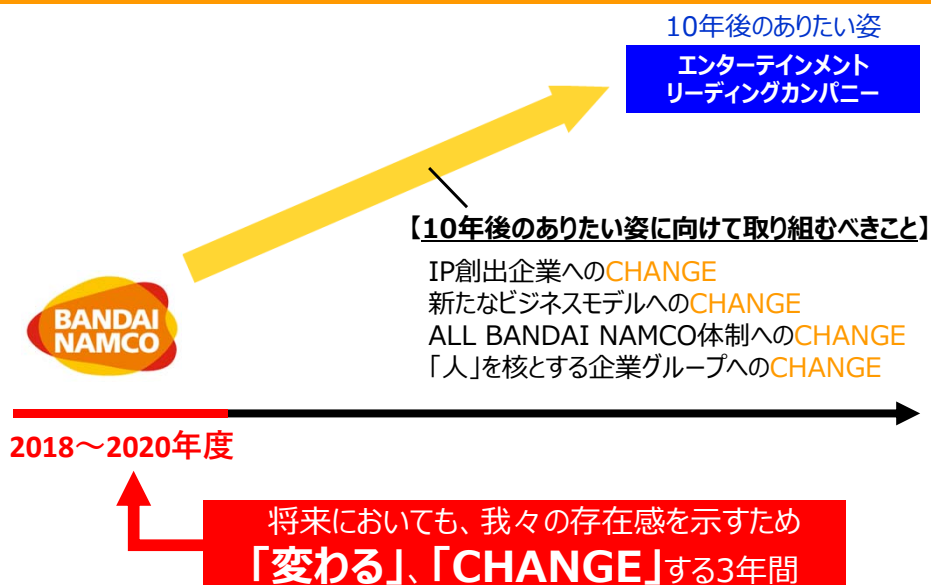 10年後のありたい姿
エンターテインメント
リーディングカンパニー
【10年後のありたい姿に向けて取り組むべきこと】
IP創出企業へのCHANGE
新たなビジネスモデルへのCHANGE
ALL BANDAI NAMCO体制へのCHANGE
「人」を核とする企業グループへのCHANGE
BANDAI
NAMCO
2018～2020年度
将来においても、我々の存在感を示すため
「変わる」、「CHANGE」する3年間